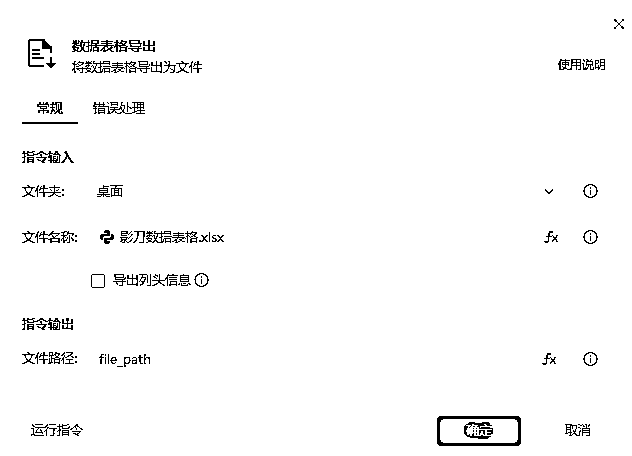 数据表格导出
将数据表格导出为文件
使用说明
常规 错误处理
指令输入
文件夹: 桌面
文件名称: 影刀数据表格.xlsx fx
导出列头信息
指令输出
文件路径: file_path fx
运行指令 确定 取消